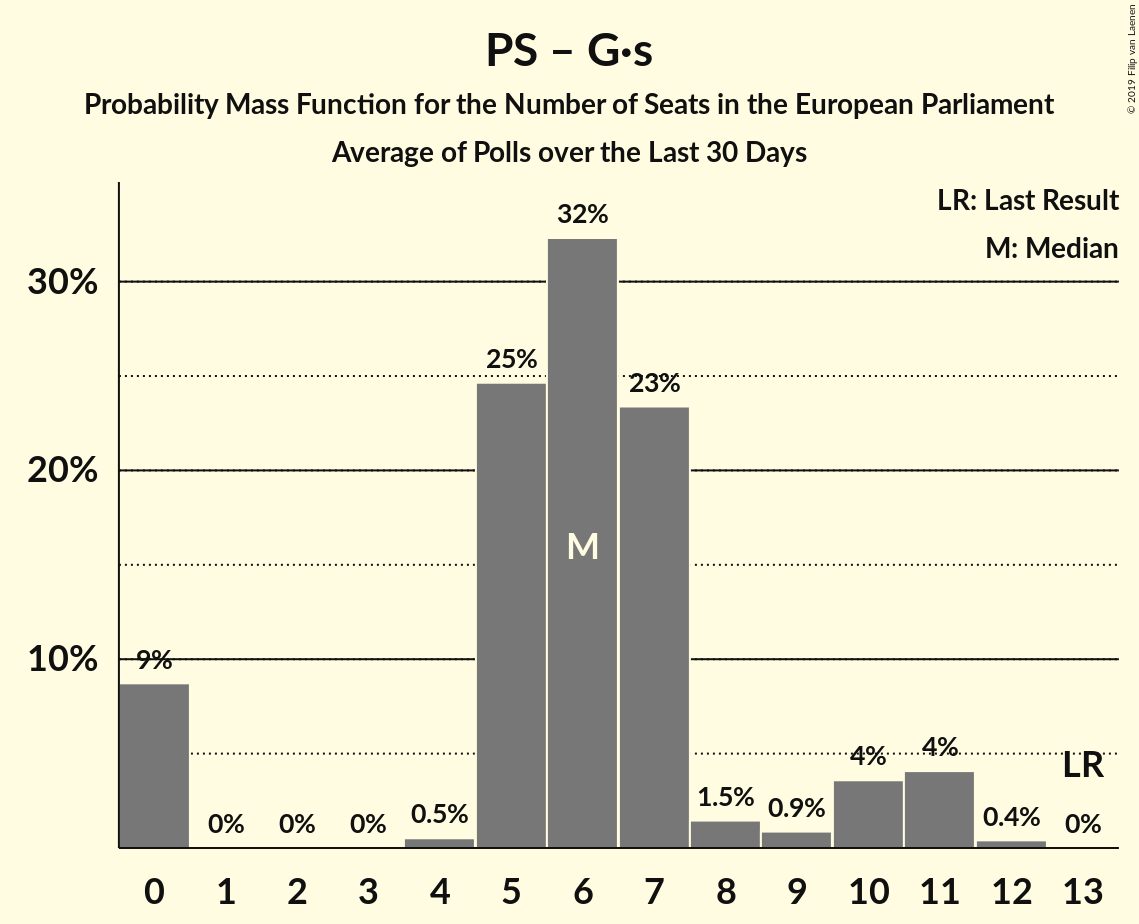 © 2019 Filip van Laenen
PS – G·s
Probability Mass Function for the Number of Seats in the European Parliament
Average of Polls over the Last 30 Days
LR: Last Result
M: Median
30%
20%
10%
9%
0%
0%
0%
0.5%
25%
32%
23%
1.5%
0.9%
4%
4%
0.4%
0%
M
LR
0 1 2 3 4 5 6 7 8 9 10 11 12 13